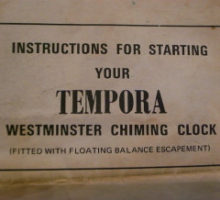 INSTRUCTIONS FOR STARTING
YOUR
TEMPORA
WESTMINSTER CHIMING CLOCK
(FITTED WITH FLOATING BALANCE ESCAPEMENT)